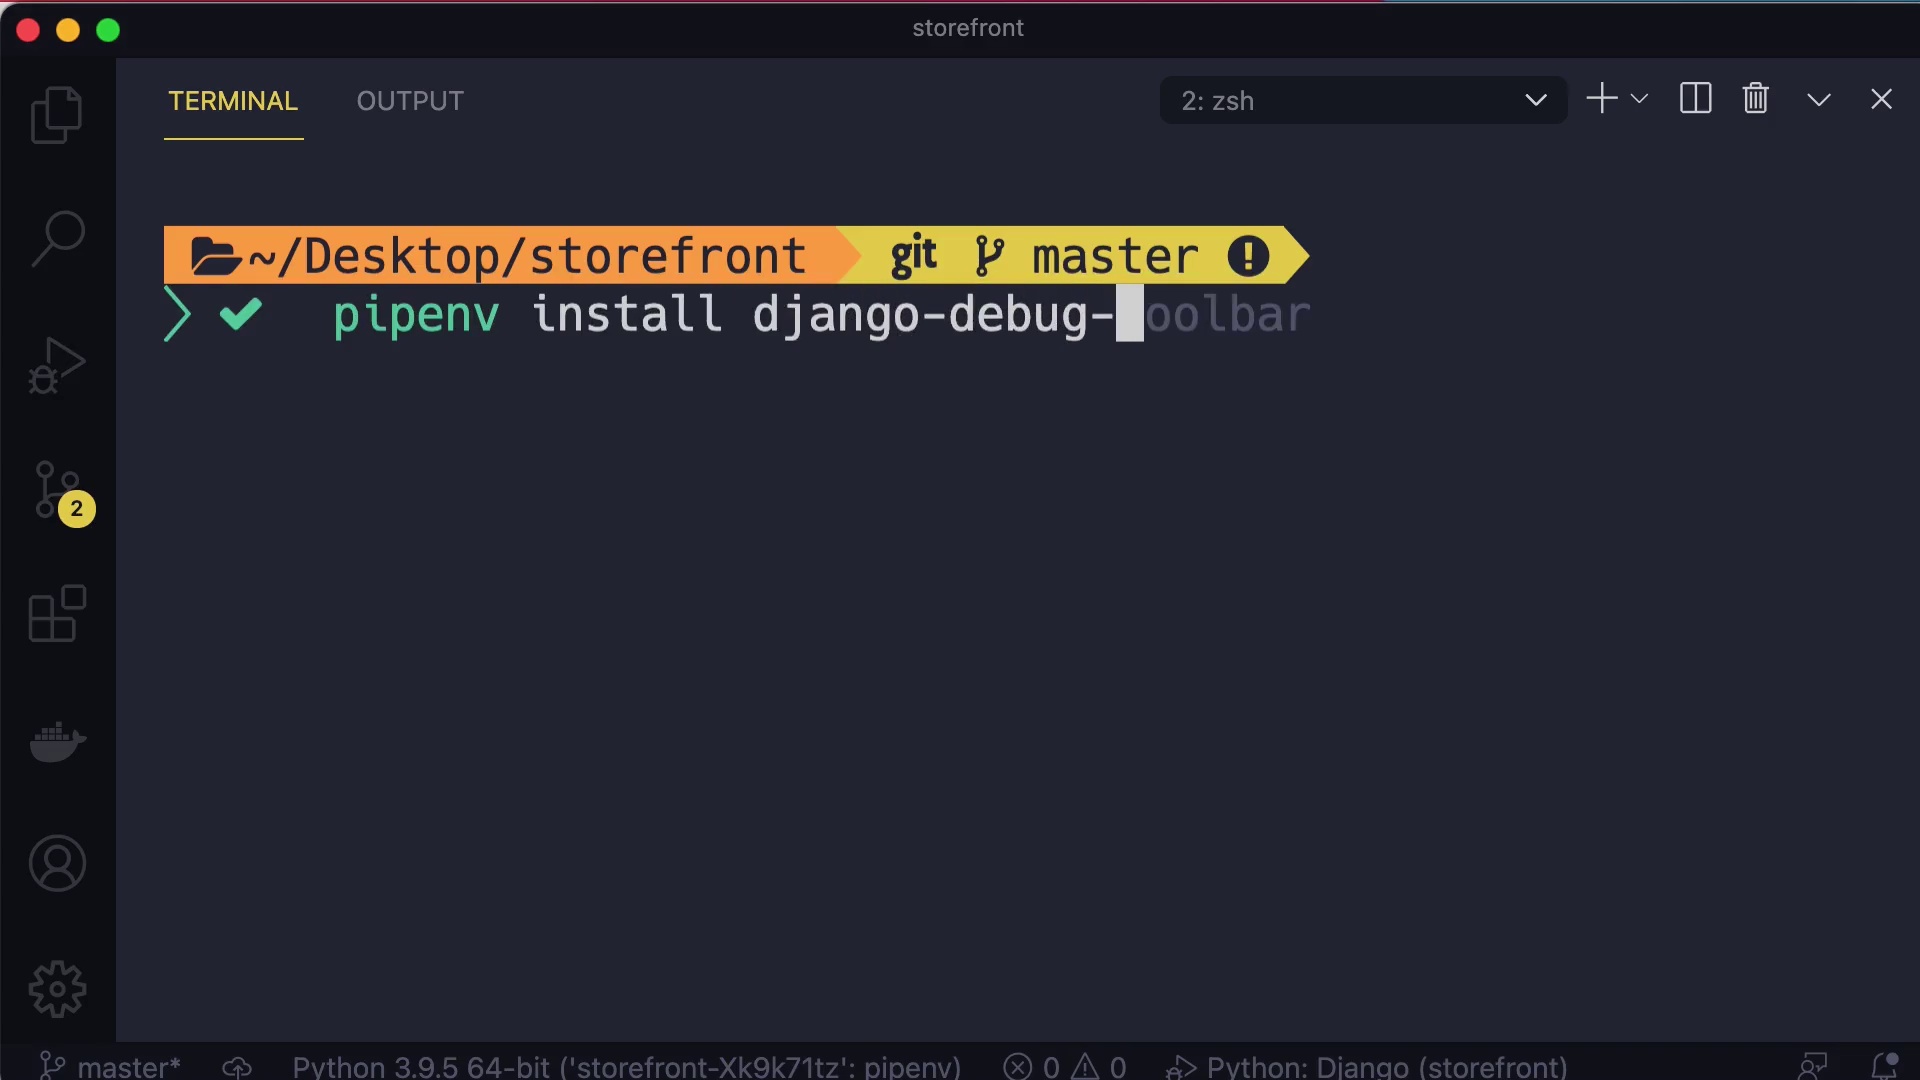 storefront
TERMINAL OUTPUT 2: zsh
~/Desktop/storefront git master
pipenv install django-debug- oolbar
2
master* Python 3.9.5 64-bit ('storefront-Xk9k71tz': pipenv) 0 0 Python: Django (storefront)